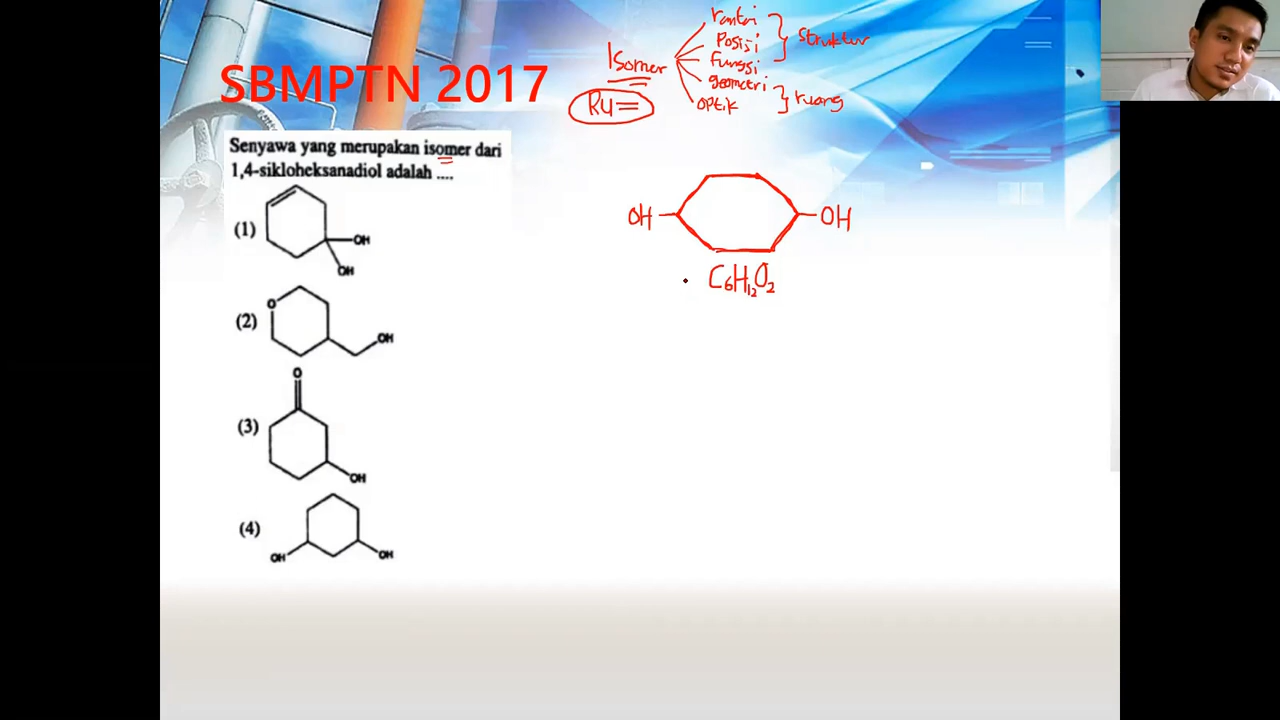 SBMPTN 2017
Isomer
rantai
Posisi
fungsi
struktur
geometri
optik
ruang
Ru=
Senyawa yang merupakan isomer dari
1,4-sikloheksanadiol adalah ....
(1)
OH
OH
(2)
O
OH
(3)
O
OH
(4)
OH
OH
OH
OH
C6H12O2